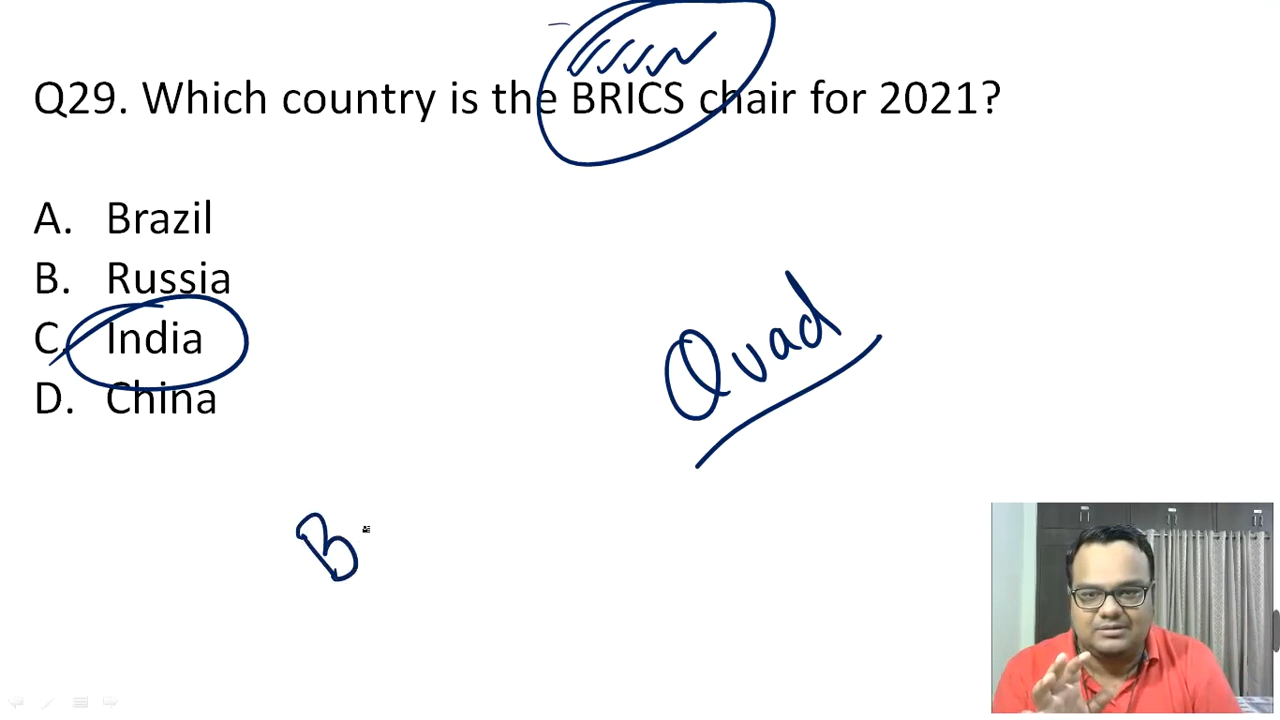 Q29. Which country is the BRICS chair for 2021?
A. Brazil
B. Russia
C. India
D. China
Quad
B